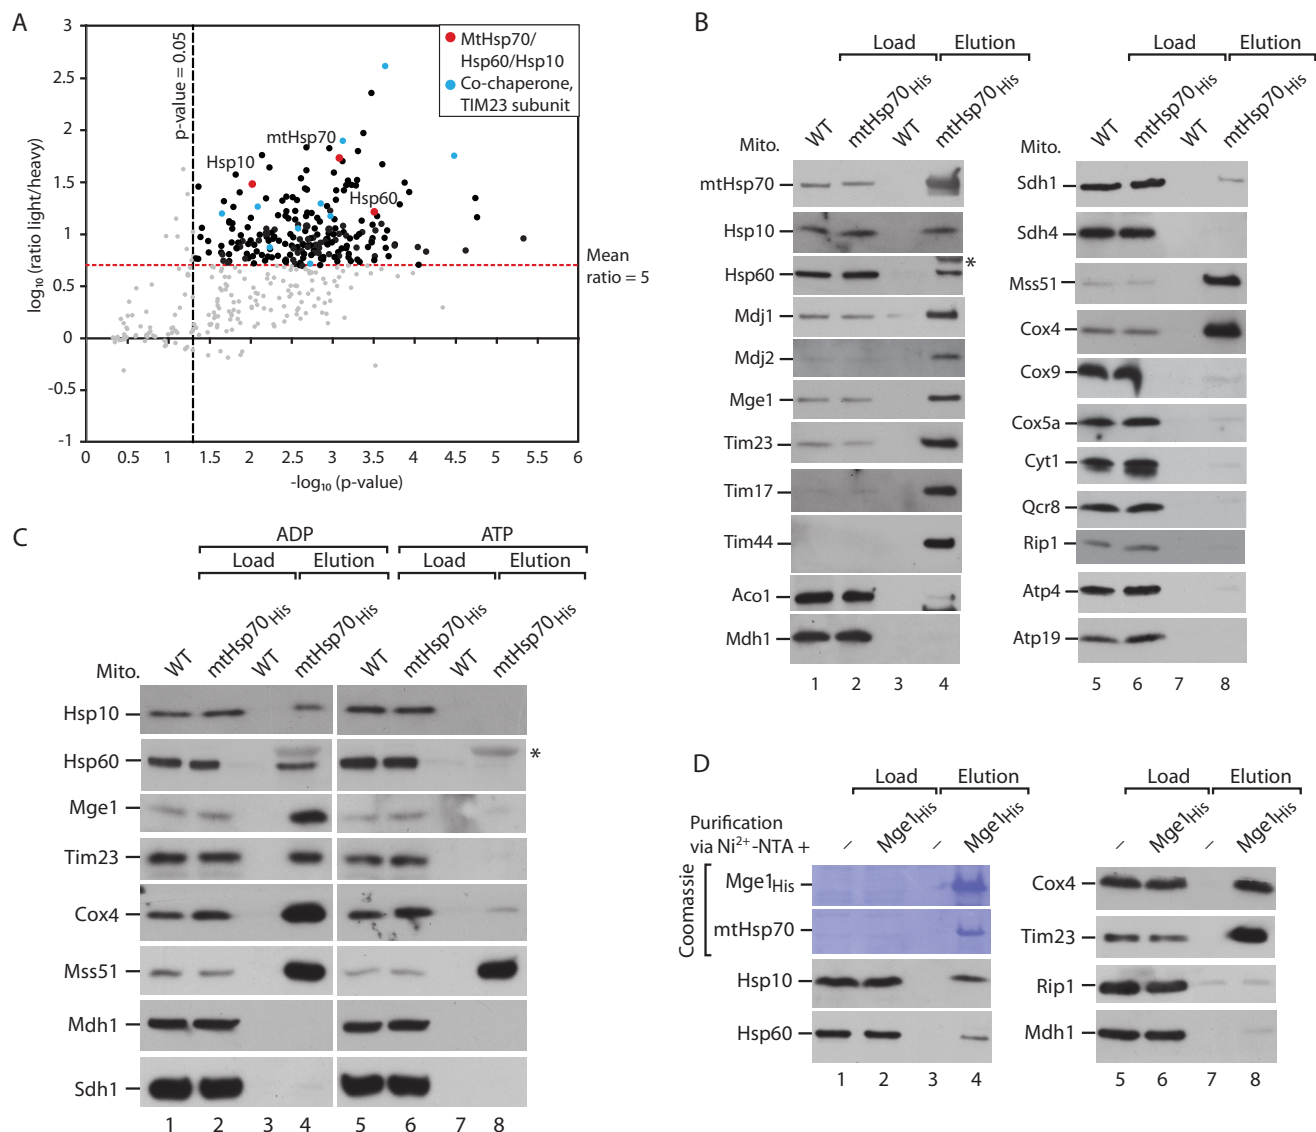 A
3
2.5
2
1.5
1
0.5
0
-0.5
-1
log₁₀ (ratio light/heavy)
p-value = 0.05
MtHsp70/
Hsp60/Hsp10
Co-chaperone,
TIM23 subunit
mtHsp70
Hsp10
Hsp60
Mean
ratio = 5
0 0.5 1 1.5 2 2.5 3 3.5 4 4.5 5 5.5 6
-log₁₀ (p-value)
B
Load Elution
Mito. WT mtHsp70His WT mtHsp70His
mtHsp70
Hsp10
Hsp60 *
Mdj1
Mdj2
Mge1
Tim23
Tim17
Tim44
Aco1
Mdh1
1 2 3 4
Load Elution
Mito. WT mtHsp70His WT mtHsp70His
Sdh1
Sdh4
Mss51
Cox4
Cox9
Cox5a
Cyt1
Qcr8
Rip1
Atp4
Atp19
5 6 7 8
C
ADP ATP
Load Elution Load Elution
Mito. WT mtHsp70His WT mtHsp70His WT mtHsp70His WT mtHsp70His
Hsp10
Hsp60 *
Mge1
Tim23
Cox4
Mss51
Mdh1
Sdh1
1 2 3 4 5 6 7 8
D
Load Elution
Purification
via Ni²⁺-NTA + – Mge1His – Mge1His
Coomassie
Mge1His
mtHsp70
Hsp10
Hsp60
1 2 3 4
Load Elution
– Mge1His – Mge1His
Cox4
Tim23
Rip1
Mdh1
5 6 7 8